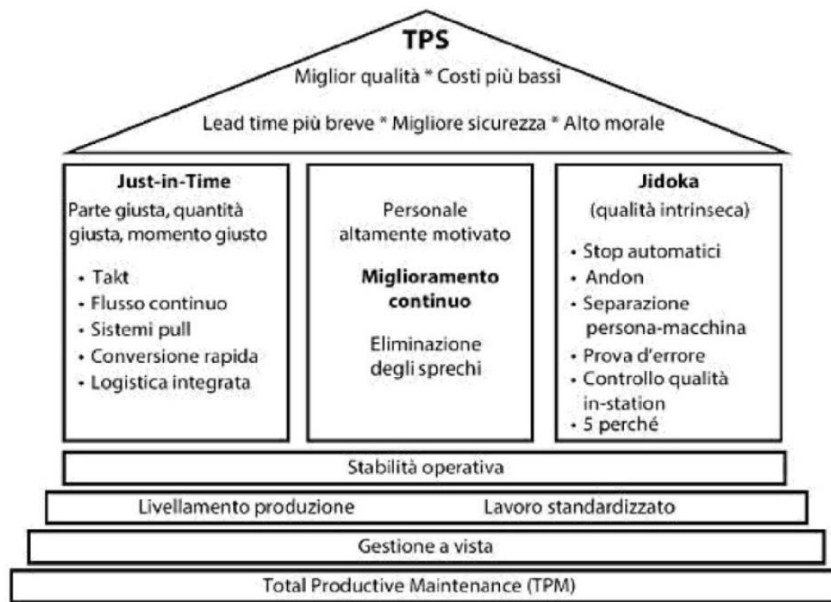 TPS
Miglior qualità * Costi più bassi
Lead time più breve * Migliore sicurezza * Alto morale
Just-in-Time
Parte giusta, quantità
giusta, momento giusto
• Takt
• Flusso continuo
• Sistemi pull
• Conversione rapida
• Logistica integrata
Personale
altamente motivato
Miglioramento
continuo
Eliminazione
degli sprechi
Jidoka
(qualità intrinseca)
• Stop automatici
• Andon
• Separazione
persona-macchina
• Prova d'errore
• Controllo qualità
in-station
• 5 perché
Stabilità operativa
Livellamento produzione Lavoro standardizzato
Gestione a vista
Total Productive Maintenance (TPM)